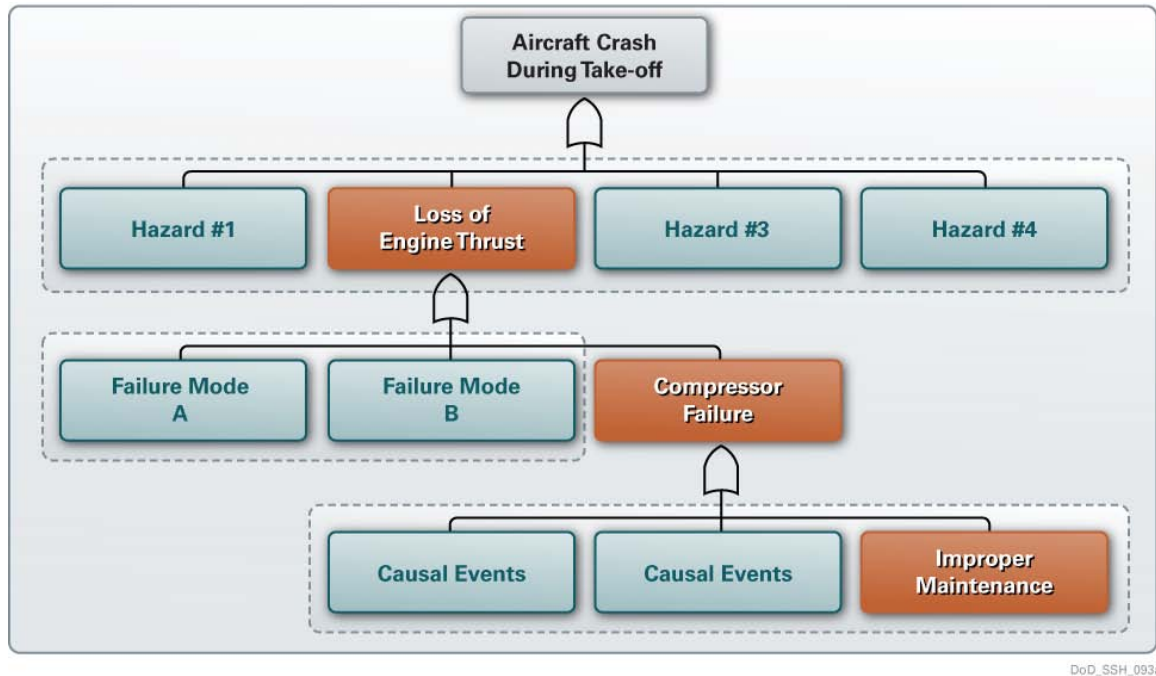 Aircraft Crash
During Take-off
Hazard #1
Loss of
Engine Thrust
Hazard #3
Hazard #4
Failure Mode
A
Failure Mode
B
Compressor
Failure
Causal Events
Causal Events
Improper
Maintenance
DoD_SSH_093a